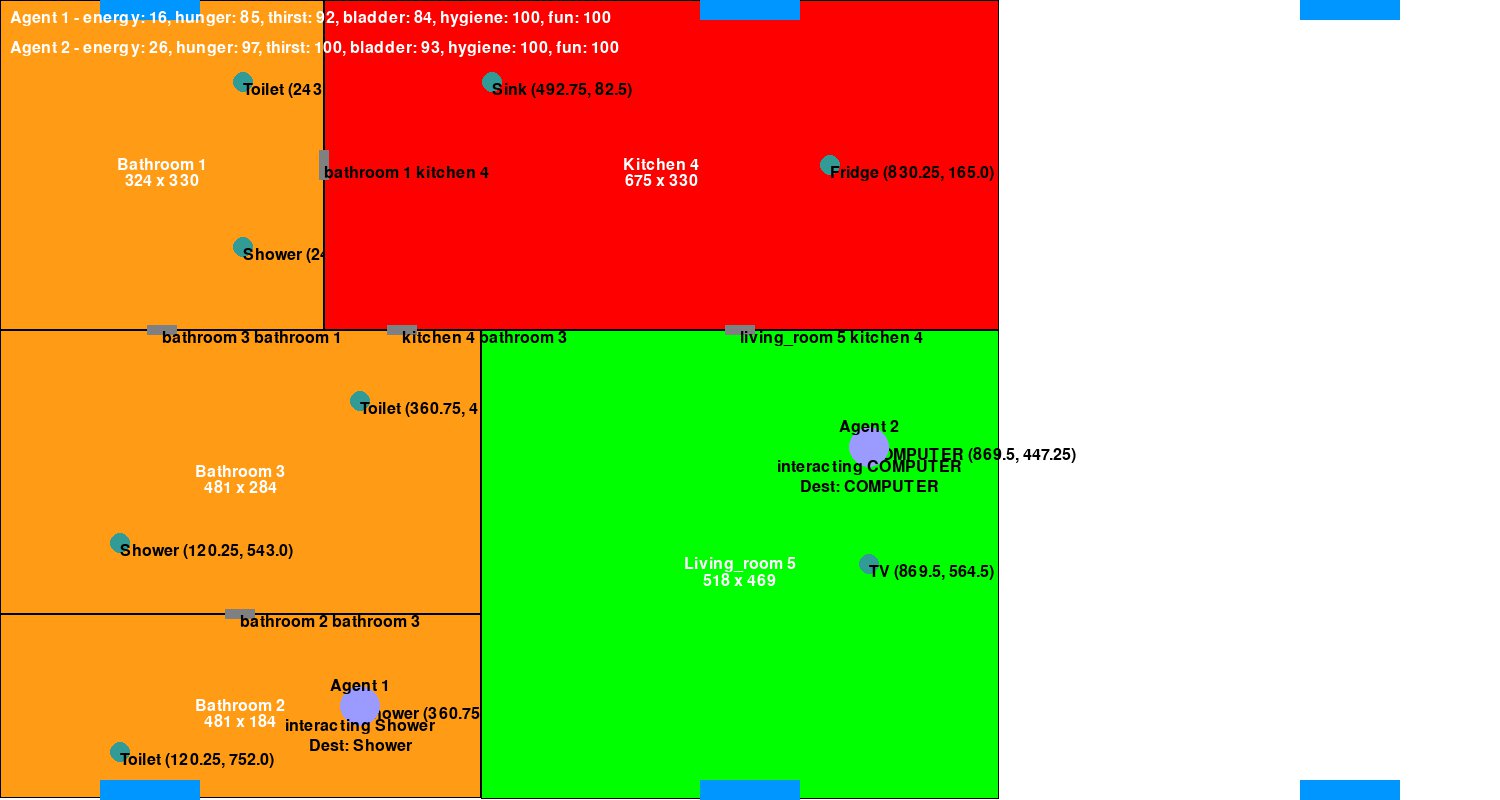 Agent 1 - energy: 16, hunger: 85, thirst: 92, bladder: 84, hygiene: 100, fun: 100
Agent 2 - energy: 26, hunger: 97, thirst: 100, bladder: 93, hygiene: 100, fun: 100
Toilet (243
Sink (492.75, 82.5)
Bathroom 1
324 x 330
bathroom 1 kitchen 4
Kitchen 4
675 x 330
Fridge (830.25, 165.0)
Shower (24
bathroom 3 bathroom 1
kitchen 4 bathroom 3
living_room 5 kitchen 4
Toilet (360.75, 4
Agent 2
OMPUTER (869.5, 447.25)
interacting COMPUTER
Dest: COMPUTER
Bathroom 3
481 x 284
Shower (120.25, 543.0)
Living_room 5
518 x 469
TV (869.5, 564.5)
bathroom 2 bathroom 3
Agent 1
ower (360.75
interacting Shower
Dest: Shower
Bathroom 2
481 x 184
Toilet (120.25, 752.0)